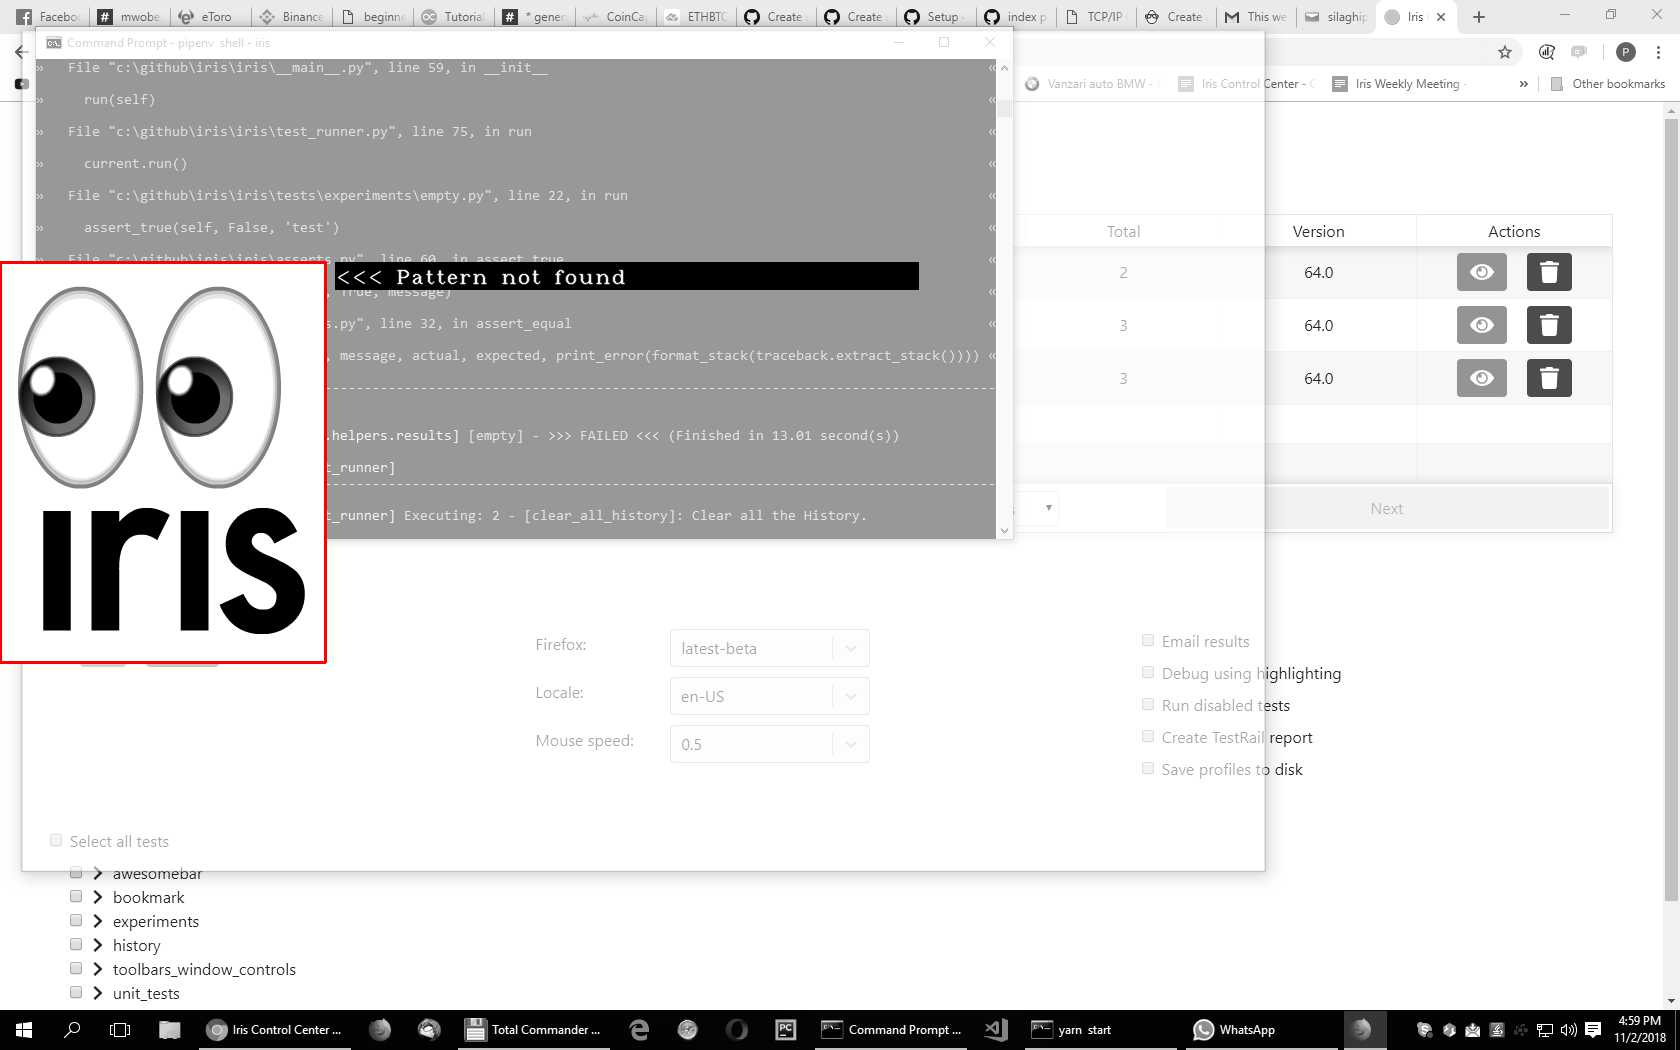 Faceboo
mwobe
eToro
Binance
beginne
Tutorial
* gener
CoinCap
ETHBTC
Create
Create
Setup
index p
TCP/IP
Create
This we
silaghip
Iris
Command Prompt - pipenv shell - iris
Vanzari auto BMW -
Iris Control Center -
Iris Weekly Meeting -
»
Other bookmarks
P
» File "c:\github\iris\iris\__main__.py", line 59, in __init__ «
» run(self) «
» File "c:\github\iris\iris\test_runner.py", line 75, in run «
» current.run() «
» File "c:\github\iris\iris\tests\experiments\empty.py", line 22, in run «
» assert_true(self, False, 'test') «
» File "c:\github\iris\iris\asserts.py", line 60, in assert_true «
<<< Pattern not found
, True, message) «
s.py", line 32, in assert_equal «
, message, actual, expected, print_error(format_stack(traceback.extract_stack()))) «
.helpers.results] [empty] - >>> FAILED <<< (Finished in 13.01 second(s))
t_runner]
t_runner] Executing: 2 - [clear_all_history]: Clear all the History.
iris
Total Version Actions
2 64.0
3 64.0
3 64.0
s
Next
Firefox: latest-beta
Locale: en-US
Mouse speed: 0.5
Email results
Debug using highlighting
Run disabled tests
Create TestRail report
Save profiles to disk
Select all tests
awesomebar
bookmark
experiments
history
toolbars_window_controls
unit_tests
Iris Control Center ...
Total Commander ...
PC
Command Prompt ...
yarn start
WhatsApp
4:59 PM
11/2/2018